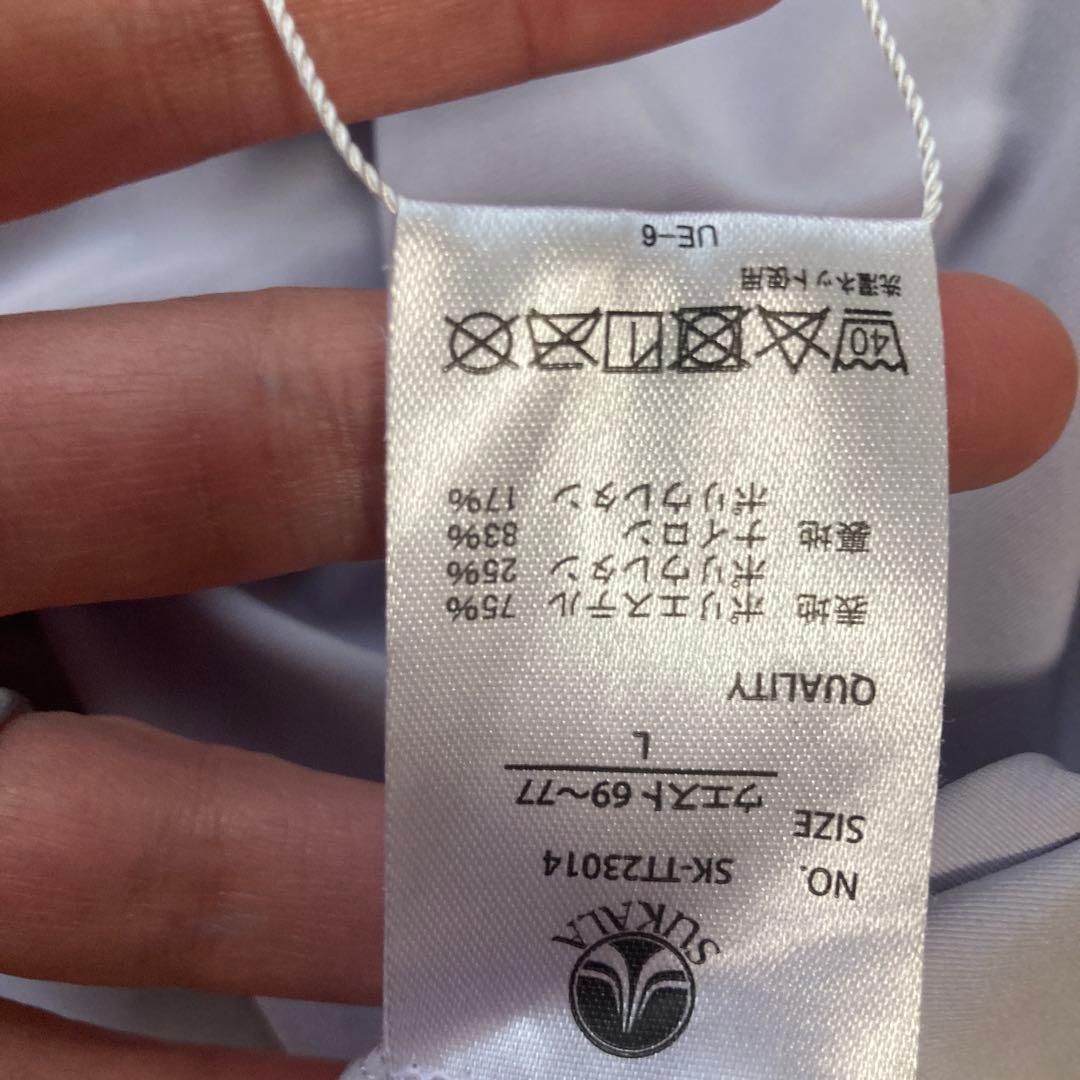 SUKALA
NO. SK-TT23014
SIZE ウエスト 69〜77
L
QUALITY
表地 ポリエステル 75%
ポリウレタン 25%
裏地 ナイロン 83%
ポリウレタン 17%
40
洗濯ネット使用
UE-6